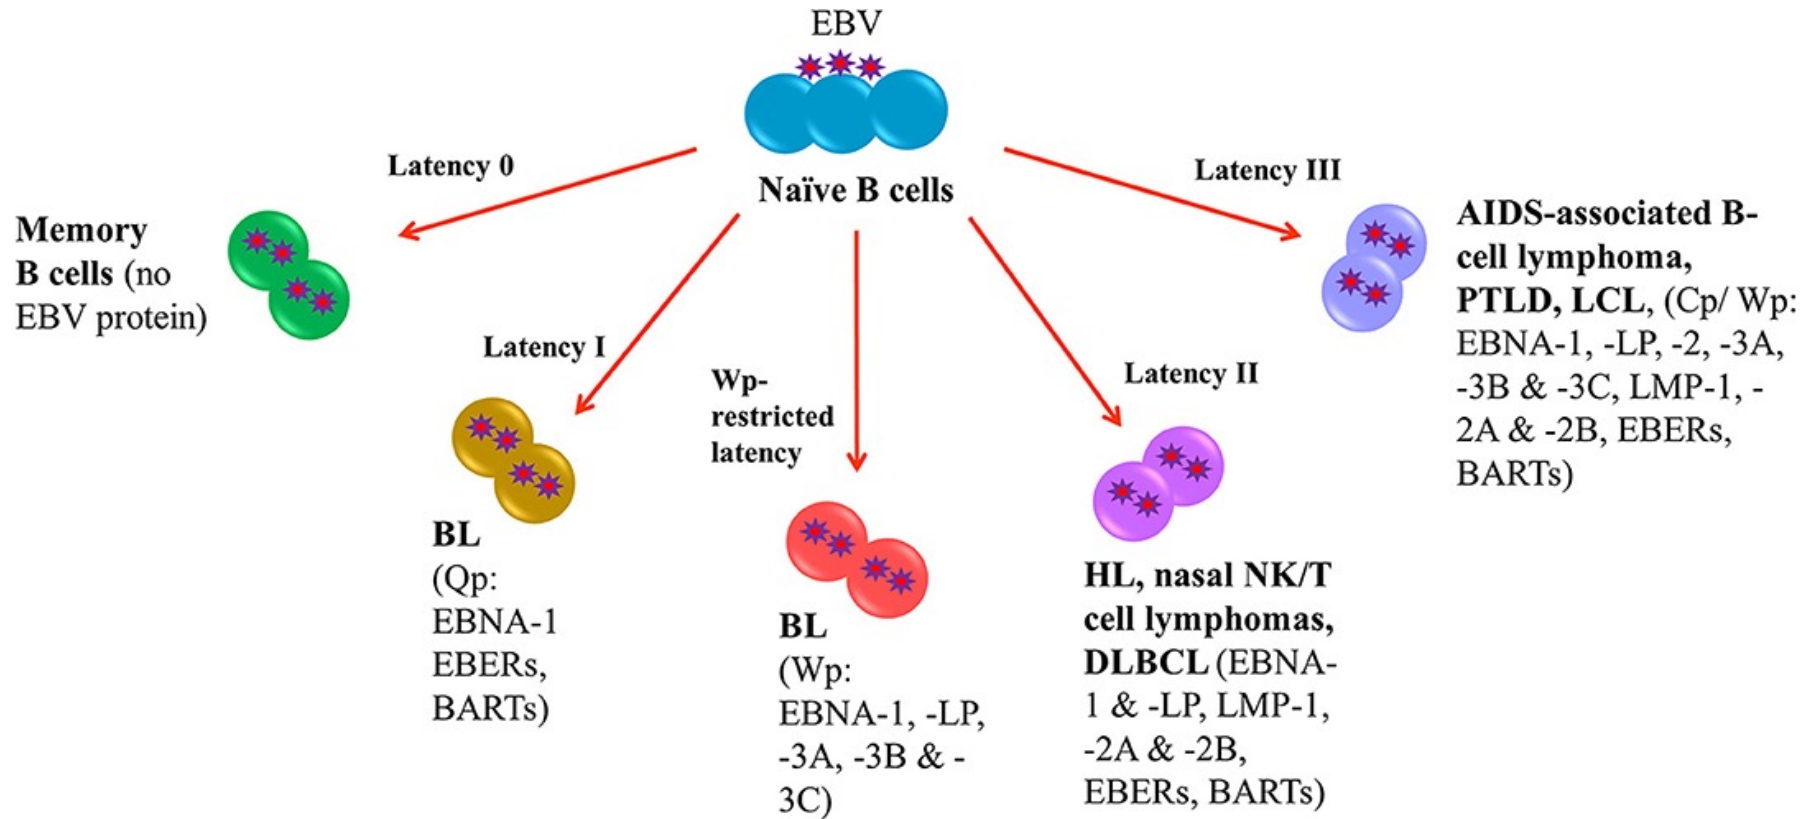 EBV
Naïve B cells
Latency 0
Memory
B cells (no
EBV protein)
Latency I
BL
(Qp:
EBNA-1
EBERs,
BARTs)
Wp-
restricted
latency
BL
(Wp:
EBNA-1, -LP,
-3A, -3B & -
3C)
Latency II
HL, nasal NK/T
cell lymphomas,
DLBCL (EBNA-
1 & -LP, LMP-1,
-2A & -2B,
EBERs, BARTs)
Latency III
AIDS-associated B-
cell lymphoma,
PTLD, LCL, (Cp/ Wp:
EBNA-1, -LP, -2, -3A,
-3B & -3C, LMP-1, -
2A & -2B, EBERs,
BARTs)